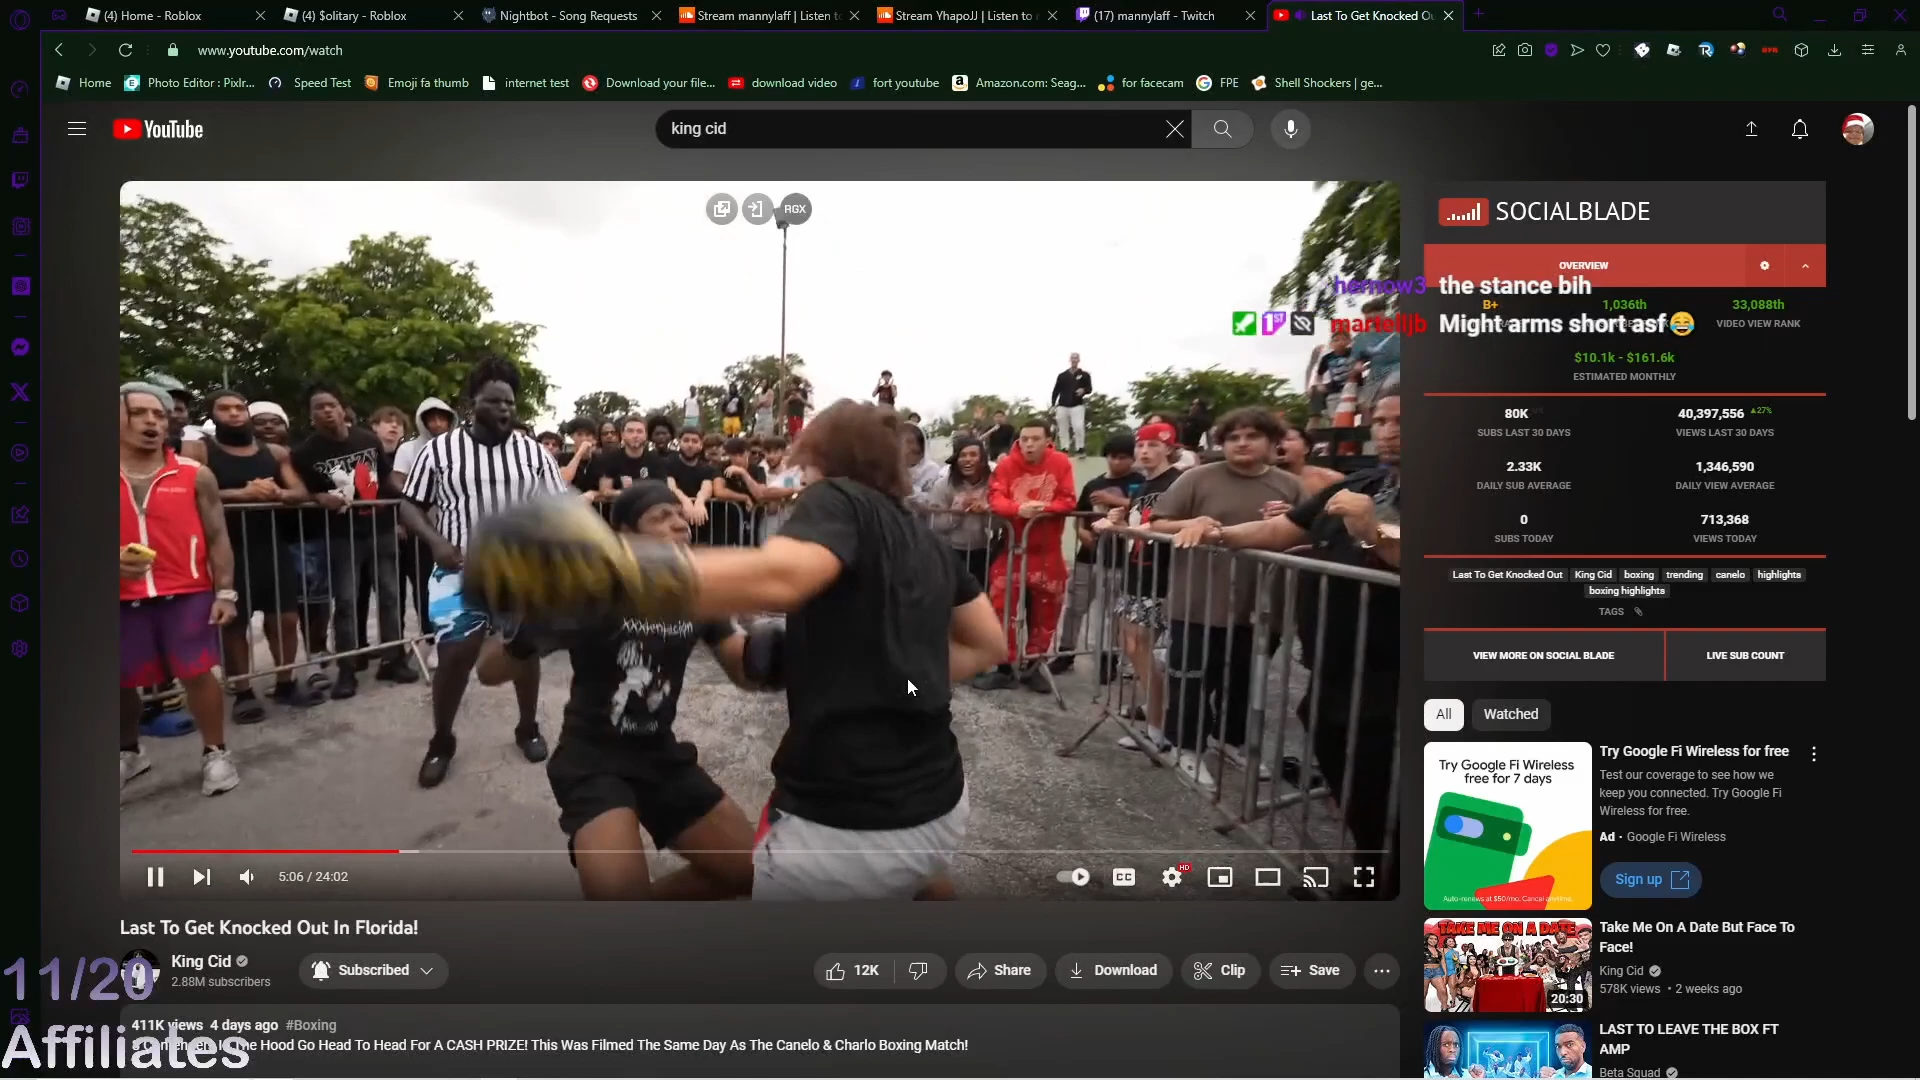 (4) Home - Roblox
(4) $olitary - Roblox
Nightbot - Song Requests
Stream mannylaff | Listen to
Stream YhapoJJ | Listen to
(17) mannylaff - Twitch
Last To Get Knocked Ou
www.youtube.com/watch
Home
Photo Editor : Pixlr...
Speed Test
Emoji fa thumb
internet test
Download your file...
download video
fort youtube
Amazon.com: Seag...
for facecam
FPE
Shell Shockers | ge...
YouTube
king cid
RGX
SOCIALBLADE
OVERVIEW
hernow3 the stance bih
B+
1,036th
33,088th
martelljb Might arms short asf😂
VIDEO VIEW RANK
$10.1k - $161.6k
ESTIMATED MONTHLY
80K
40,397,556 ▲27%
SUBS LAST 30 DAYS
VIEWS LAST 30 DAYS
2.33K
1,346,590
DAILY SUB AVERAGE
DAILY VIEW AVERAGE
0
713,368
SUBS TODAY
VIEWS TODAY
Last To Get Knocked Out
King Cid
boxing
trending
canelo
highlights
boxing highlights
TAGS
VIEW MORE ON SOCIAL BLADE
LIVE SUB COUNT
All
Watched
Try Google Fi Wireless free for 7 days
Auto-renews at $50/mo. Cancel anytime.
Try Google Fi Wireless for free
Test our coverage to see how we
keep you connected. Try Google Fi
Wireless for free.
Ad · Google Fi Wireless
Sign up
5:06 / 24:02
CC
HD
Last To Get Knocked Out In Florida!
King Cid
2.88M subscribers
Subscribed
12K
Share
Download
Clip
Save
TAKE ME ON A DATE
20:30
Take Me On A Date But Face To
Face!
King Cid
578K views • 2 weeks ago
11/20
Affiliates
411K views 4 days ago #Boxing
The Hood Go Head To Head For A CASH PRIZE! This Was Filmed The Same Day As The Canelo & Charlo Boxing Match!
LAST TO LEAVE THE BOX FT
AMP
Beta Squad